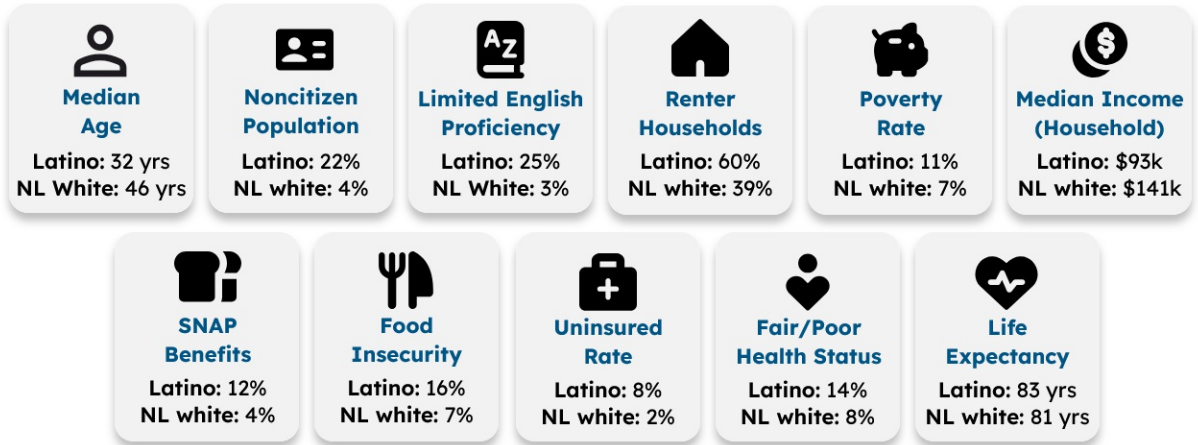 Median
Age
Latino: 32 yrs
NL White: 46 yrs
Noncitizen
Population
Latino: 22%
NL white: 4%
AZ
Limited English
Proficiency
Latino: 25%
NL White: 3%
Renter
Households
Latino: 60%
NL white: 39%
Poverty
Rate
Latino: 11%
NL white: 7%
$
Median Income
(Household)
Latino: $93k
NL white: $141k
SNAP
Benefits
Latino: 12%
NL white: 4%
Food
Insecurity
Latino: 16%
NL white: 7%
Uninsured
Rate
Latino: 8%
NL white: 2%
Fair/Poor
Health Status
Latino: 14%
NL white: 8%
Life
Expectancy
Latino: 83 yrs
NL white: 81 yrs